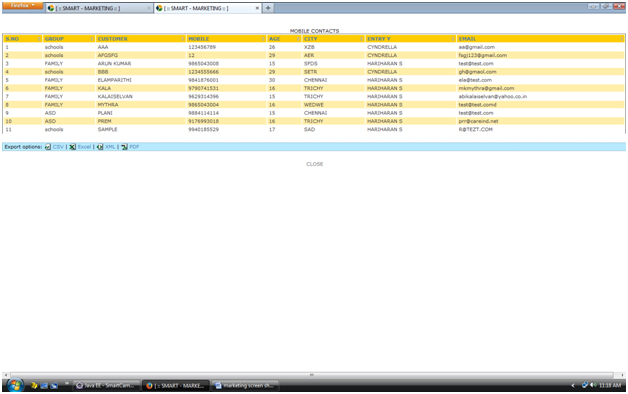 Firefox
[ :: SMART - MARKETING :: ] [ :: SMART - MARKETING :: ]
MOBILE CONTACTS
S.NO GROUP CUSTOMER MOBILE AGE CITY ENTRY Y EMAIL
1 schools AAA 123456789 26 XZB CYNDRELLA aa@gmail.com
2 schools AFGSFG 12 29 AER CYNDRELLA fsgj123@gmail.com
3 FAMILY ARUN KUMAR 9865043008 15 SFDS HARIHARAN S test@test.com
4 schools BBB 1234555666 29 SETR CYNDRELLA gh@gmaol.com
5 FAMILY ELAMPARITHI 9841876001 30 CHENNAI HARIHARAN S ela@test.com
6 FAMILY KALA 9790741531 16 TRICHY HARIHARAN S mkmythra@gmail.com
7 FAMILY KALAISELVAN 9629314396 15 TRICHY HARIHARAN S abikalaiselvan@yahoo.co.in
8 FAMILY MYTHRA 9865043004 16 WEDWE HARIHARAN S test@test.comd
9 ASD PLANI 9884114114 15 CHENNAI HARIHARAN S test@test.com
10 ASD PREM 9176993018 16 TRICHY HARIHARAN S prr@careind.net
11 schools SAMPLE 9940185529 17 SAD HARIHARAN S R@TEZT.COM
Export options: CSV | Excel | XML | PDF
CLOSE
Java EE - SmartCam... [ :: SMART - MARKE... marketing screen sh... 11:18 AM